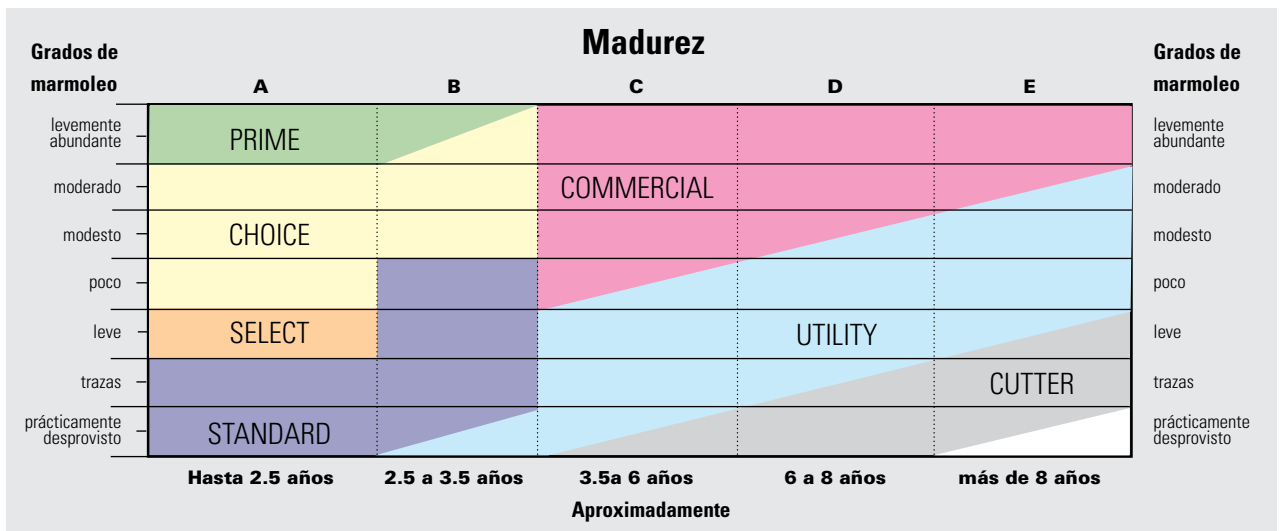 Madurez
Grados de
marmoleo
Grados de
marmoleo
A B C D E
levemente
abundante
PRIME
levemente
abundante
moderado
COMMERCIAL
moderado
modesto
CHOICE
modesto
poco
poco
leve
SELECT
UTILITY
leve
trazas
CUTTER
trazas
prácticamente
desprovisto
STANDARD
prácticamente
desprovisto
Hasta 2.5 años 2.5 a 3.5 años 3.5a 6 años 6 a 8 años más de 8 años
Aproximadamente